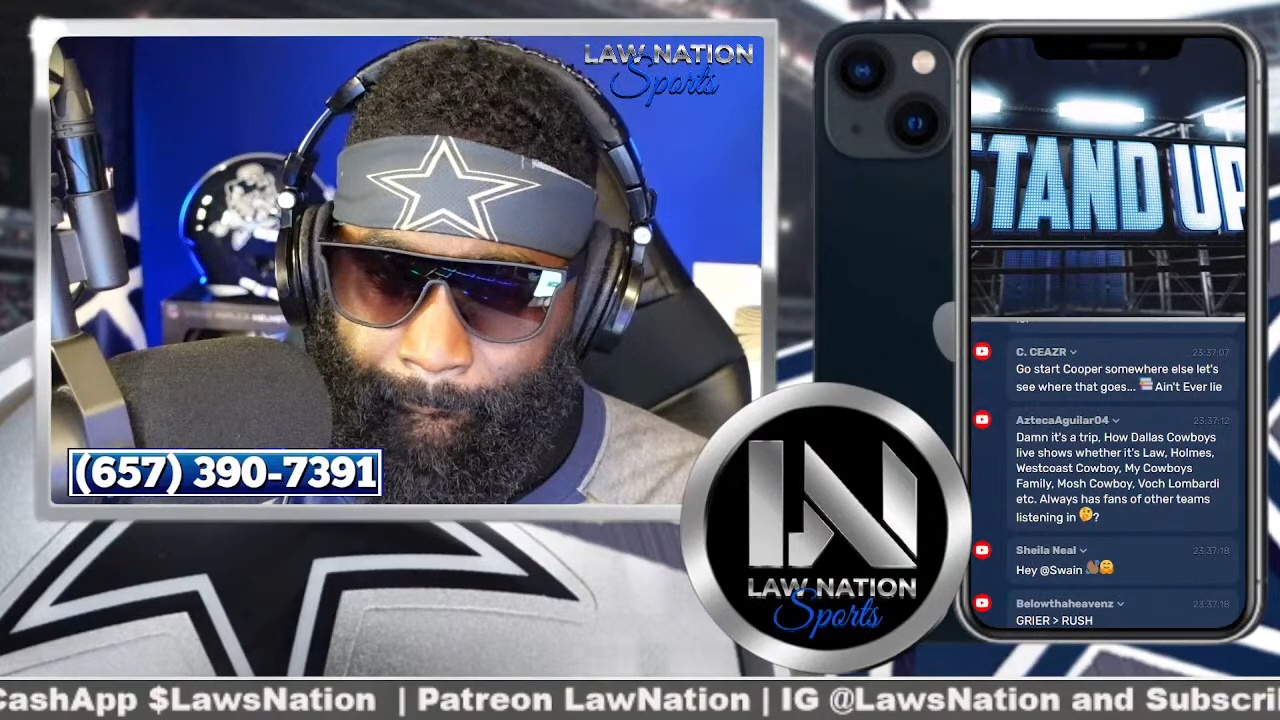 LAW NATION
Sports
(657) 390-7391
STAND UP
C. CEAZR
23:37:07
Go start Cooper somewhere else let's
see where that goes... 📚 Ain't Ever lie
AztecaAguilar04
23:37:12
Damn it's a trip, How Dallas Cowboys
live shows whether it's Law, Holmes,
Westcoast Cowboy, My Cowboys
Family, Mosh Cowboy, Voch Lombardi
etc. Always has fans of other teams
listening in 🤔?
Sheila Neal
23:37:18
Hey @Swain 👋🏾🤗
Belowthaheavenz
23:37:18
GRIER > RUSH
LN
LAW NATION
Sports
CashApp $LawsNation | Patreon LawNation | IG @LawsNation and Subscri